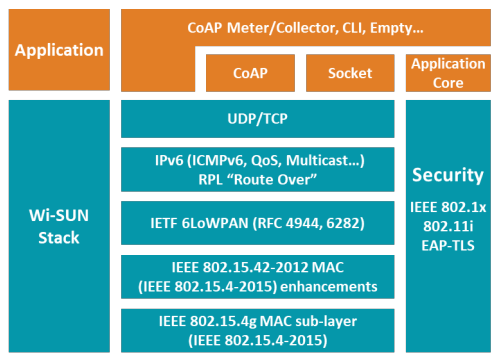 Application
CoAP Meter/Collector, CLI, Empty…
CoAP
Socket
Application
Core
Wi-SUN
Stack
UDP/TCP
IPv6 (ICMPv6, QoS, Multicast…)
RPL “Route Over”
IETF 6LoWPAN (RFC 4944, 6282)
IEEE 802.15.42-2012 MAC
(IEEE 802.15.4-2015) enhancements
IEEE 802.15.4g MAC sub-layer
(IEEE 802.15.4-2015)
Security
IEEE 802.1x
802.11i
EAP-TLS